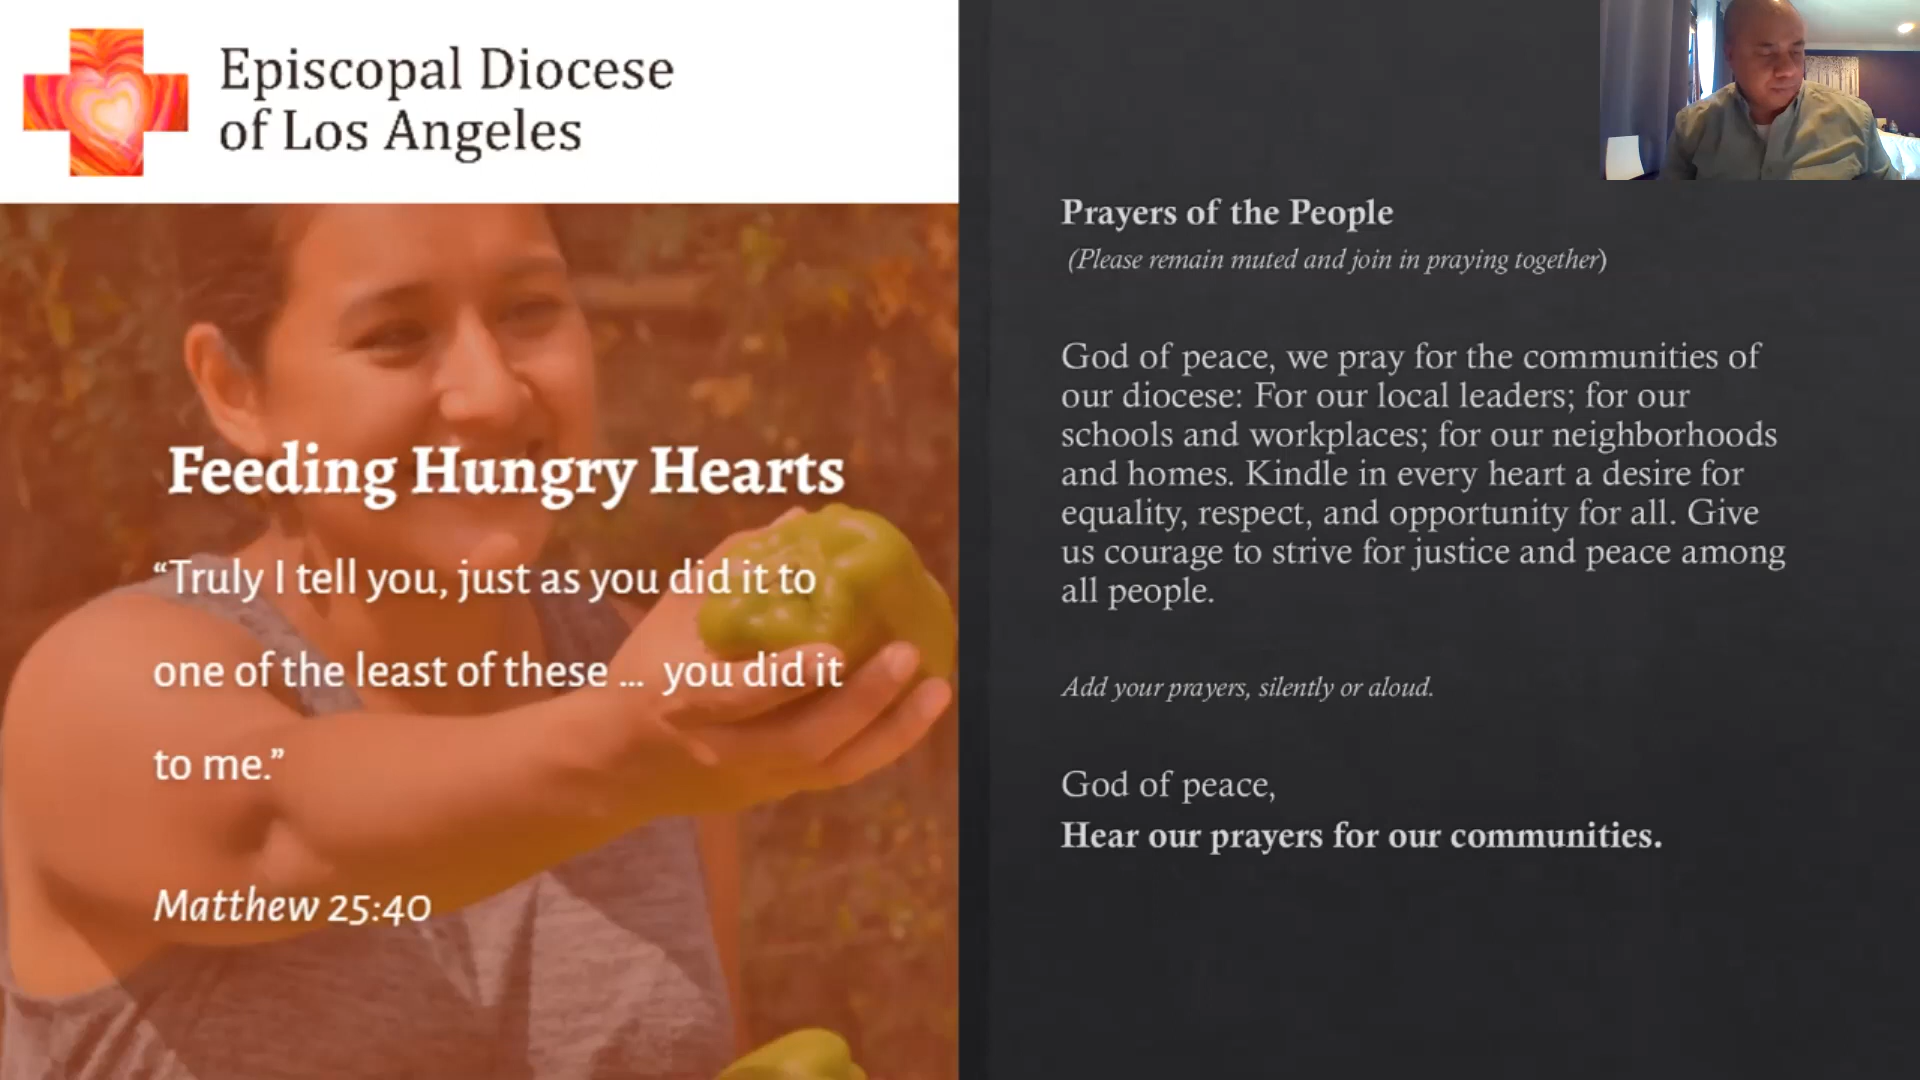 Episcopal Diocese
of Los Angeles
Feeding Hungry Hearts
“Truly I tell you, just as you did it to
one of the least of these ... you did it
to me.”
Matthew 25:40
Prayers of the People
(Please remain muted and join in praying together)
God of peace, we pray for the communities of
our diocese: For our local leaders; for our
schools and workplaces; for our neighborhoods
and homes. Kindle in every heart a desire for
equality, respect, and opportunity for all. Give
us courage to strive for justice and peace among
all people.
Add your prayers, silently or aloud.
God of peace,
Hear our prayers for our communities.